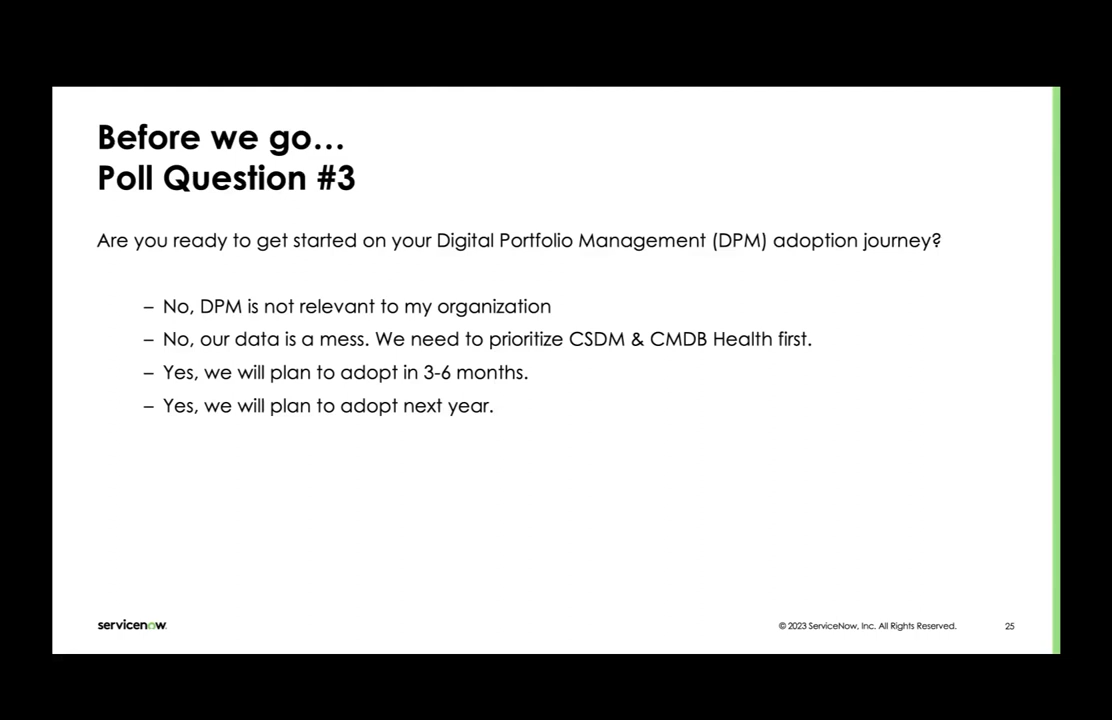 Before we go…
Poll Question #3
Are you ready to get started on your Digital Portfolio Management (DPM) adoption journey?
– No, DPM is not relevant to my organization
– No, our data is a mess. We need to prioritize CSDM & CMDB Health first.
– Yes, we will plan to adopt in 3-6 months.
– Yes, we will plan to adopt next year.
servicenow
© 2023 ServiceNow, Inc. All Rights Reserved.
25